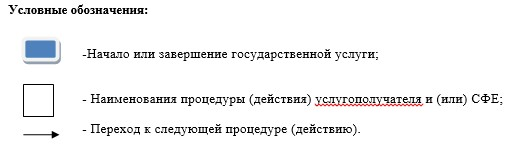 Условные обозначения:
-Начало или завершение государственной услуги;
- Наименования процедуры (действия) услугополучателя и (или) СФЕ;
- Переход к следующей процедуре (действию).